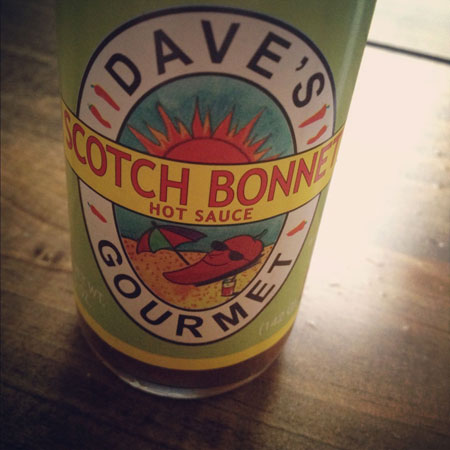 DAVE'S
SCOTCH BONNET
HOT SAUCE
GOURMET